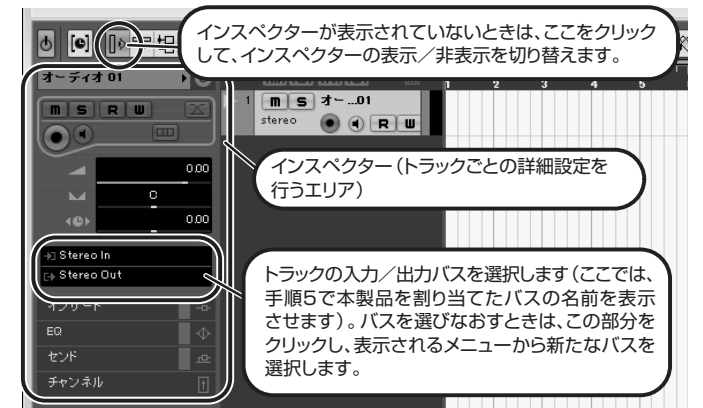 インスペクターが表示されていないときは、ここをクリック
して、インスペクターの表示／非表示を切り替えます。
オーディオ 01
1 2 3 4 5
M S R W
1 M S オー...01
stereo R W
インスペクター（トラックごとの詳細設定を
行うエリア）
0.00
C
0.00
Stereo In
Stereo Out
トラックの入力／出力バスを選択します（ここでは、
手順5で本製品を割り当てたバスの名前を表示
させます）。バスを選びなおすときは、この部分を
クリックし、表示されるメニューから新たなバスを
選択します。
インサート
EQ
センド
チャンネル